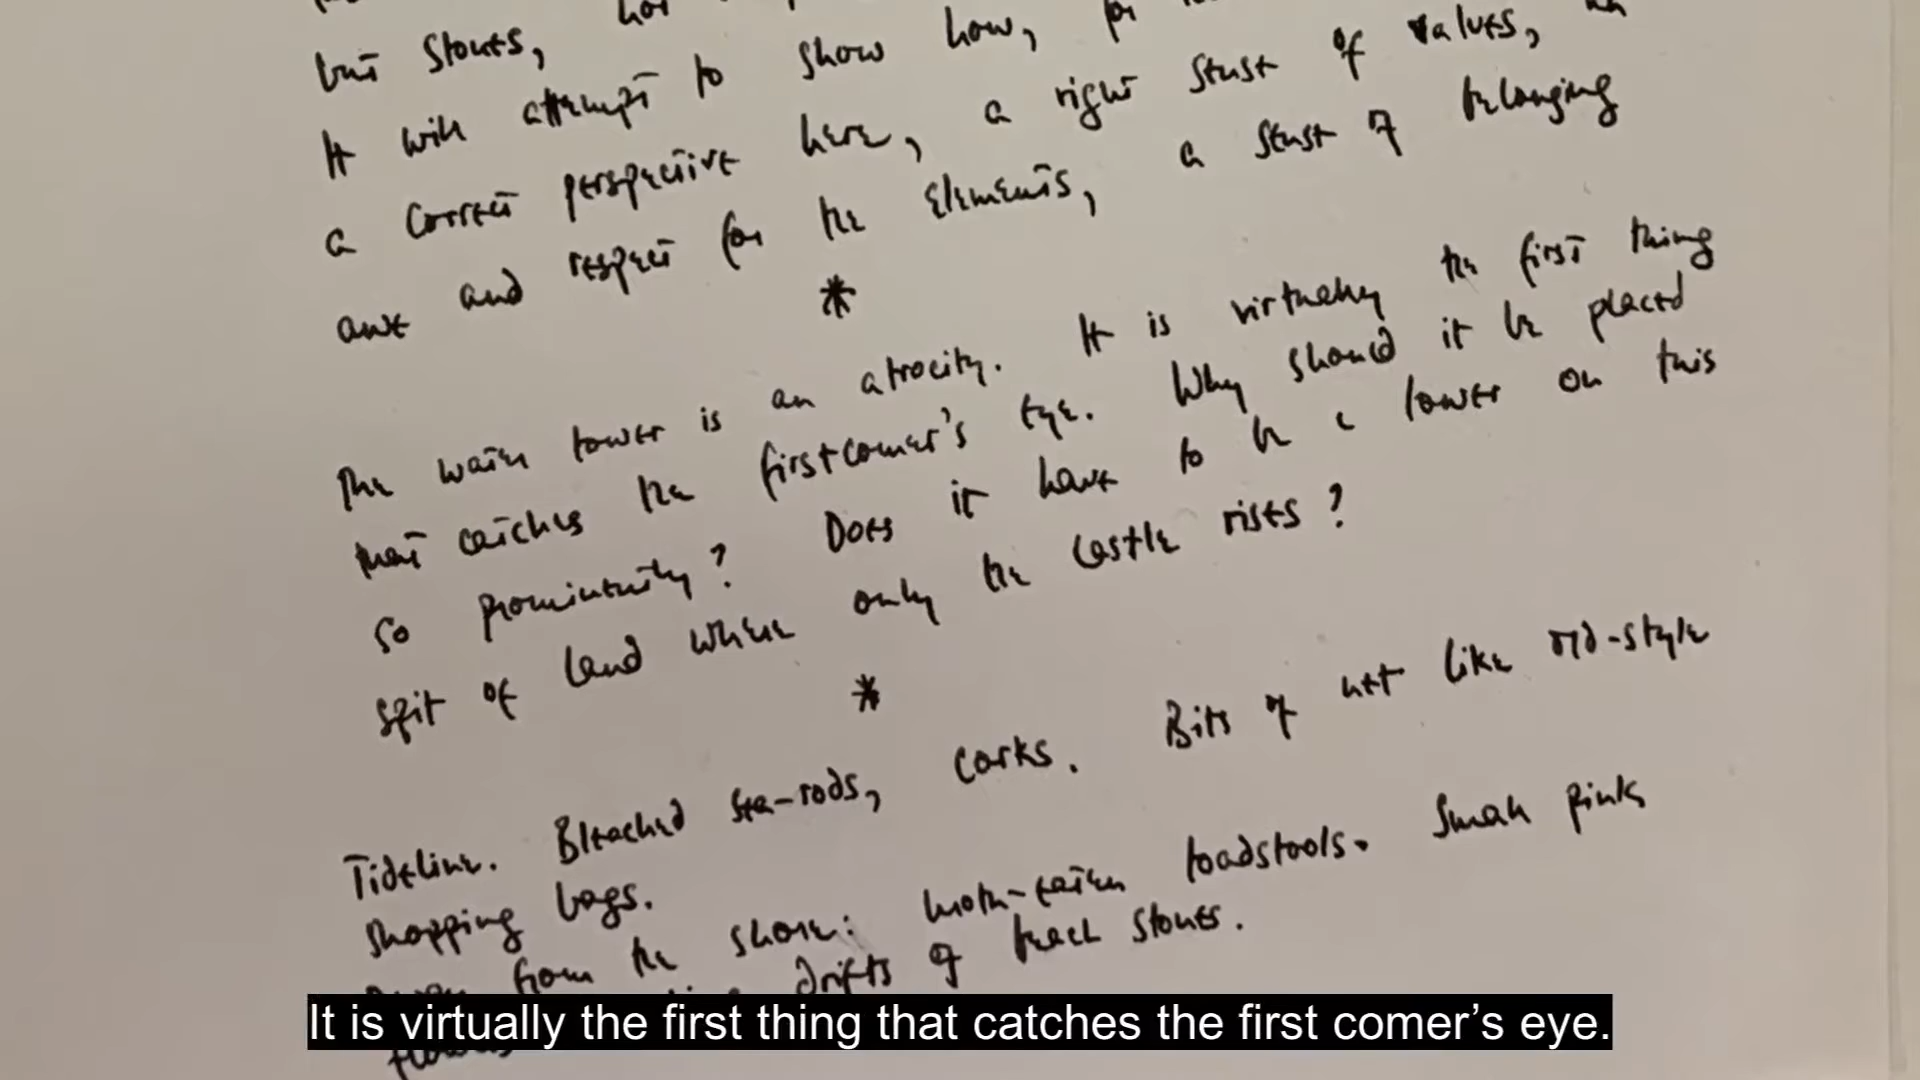 but stones,
It will attempt to show how, for
a correct perspective here, a right sense of values, an
awe and respect for the elements, a sense of belonging
*
The water tower is an atrocity. It is virtually the first thing
that catches the firstcomer's eye. Why should it be placed
so prominently? Does it have to be a tower on this
spit of land where only the castle rises?
*
Tideline. Bleached sea-rods, corks. Bits of net like old-style
shopping bags.
from the shore: moth-eaten toadstools. Small pink
drifts of beach stones.
It is virtually the first thing that catches the first comer’s eye.